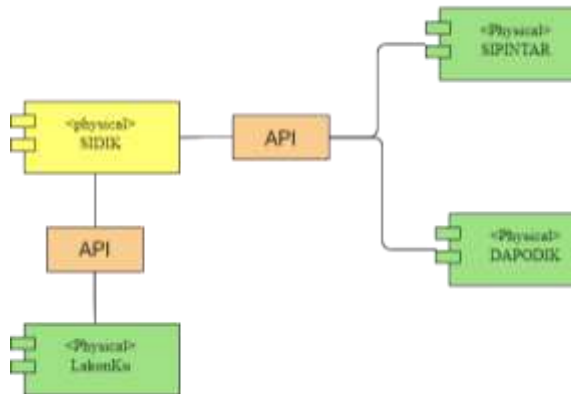 <Physical>
SIPINTAR
<physical>
SIDIK
API
API
<Physical>
DAPODIK
<Physical>
LakonKu